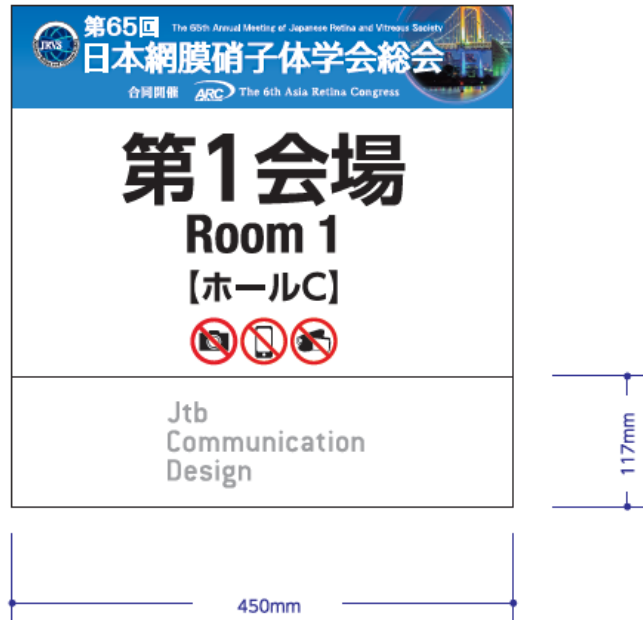 第65回 The 65th Annual Meeting of Japanese Retina and Vitreous Society
JRVS
日本網膜硝子体学会総会
合同開催 ARC The 6th Asia Retina Congress
第1会場
Room 1
【ホールC】
Jtb
Communication
Design
117mm
450mm